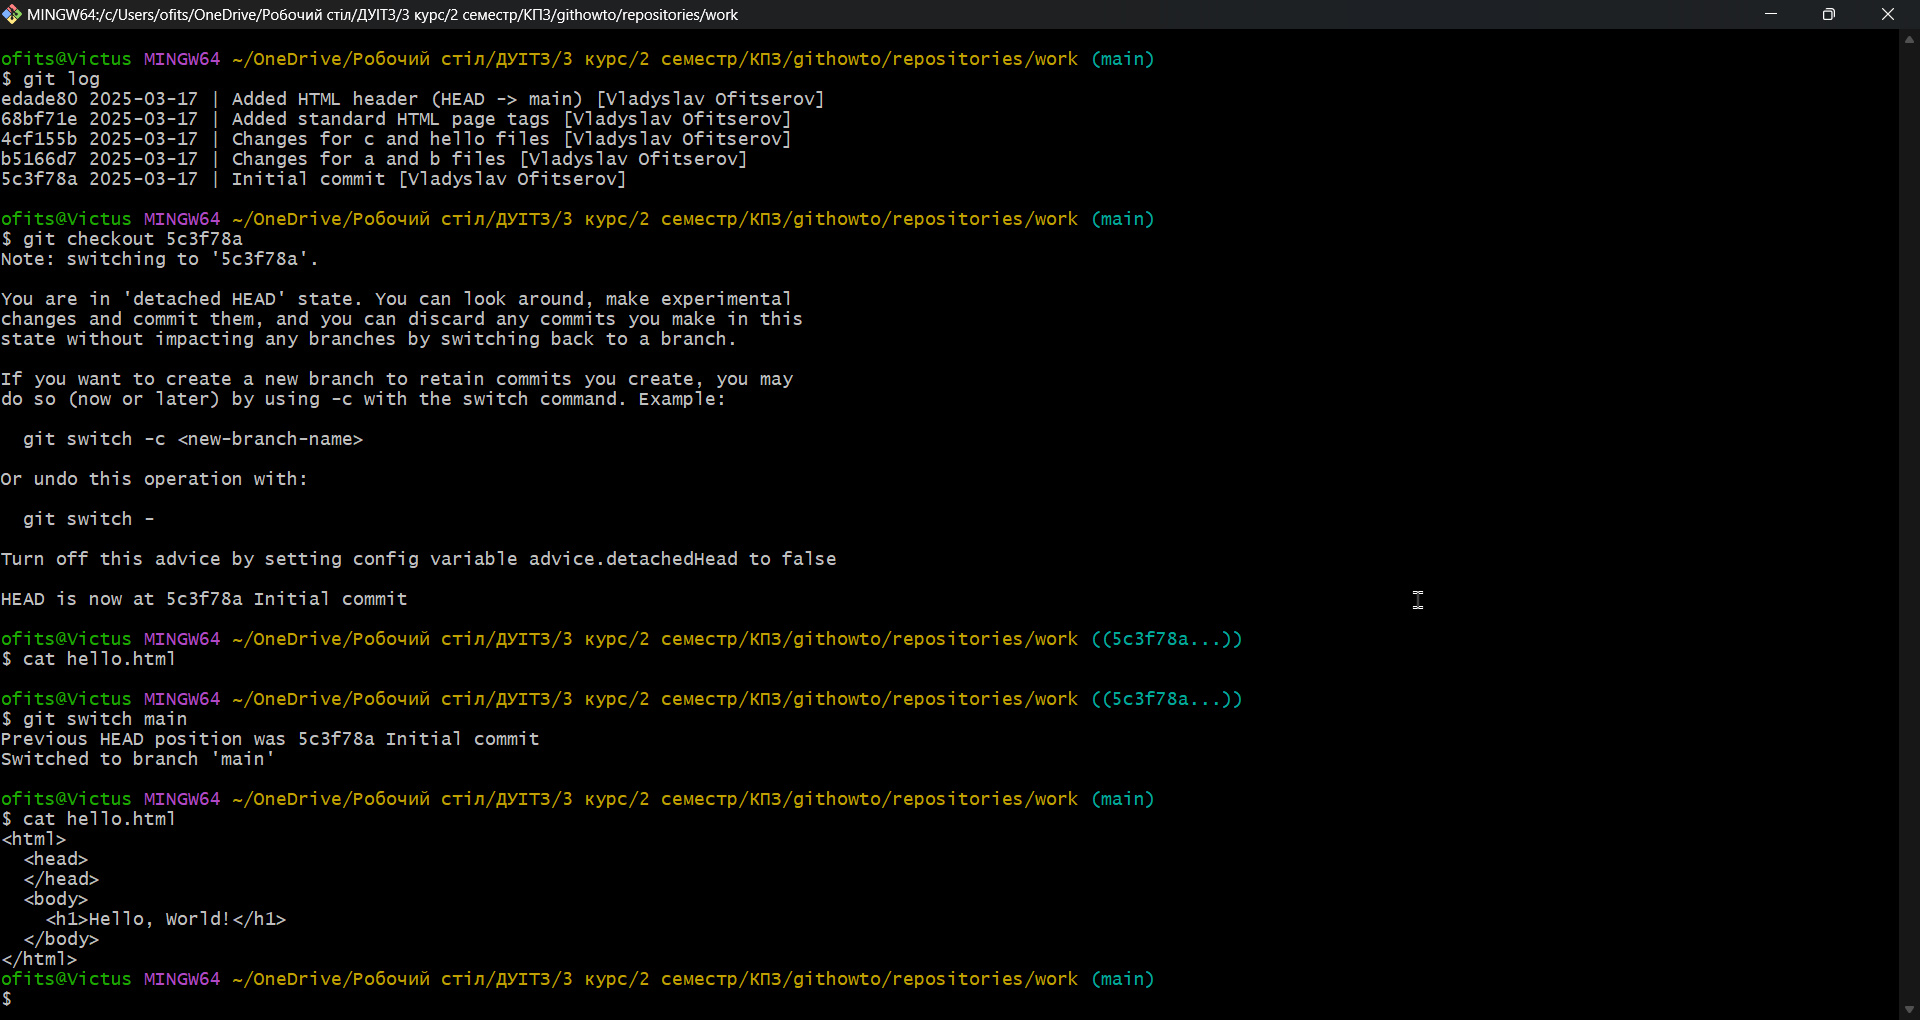 MINGW64:/c/Users/ofits/OneDrive/Робочий стіл/ДУІТЗ/3 курс/2 семестр/КПЗ/githowto/repositories/work
ofits@Victus MINGW64 ~/OneDrive/Робочий стіл/ДУІТЗ/3 курс/2 семестр/КПЗ/githowto/repositories/work (main)
$ git log
edade80 2025-03-17 | Added HTML header (HEAD -> main) [Vladyslav Ofitserov]
68bf71e 2025-03-17 | Added standard HTML page tags [Vladyslav Ofitserov]
4cf155b 2025-03-17 | Changes for c and hello files [Vladyslav Ofitserov]
b5166d7 2025-03-17 | Changes for a and b files [Vladyslav Ofitserov]
5c3f78a 2025-03-17 | Initial commit [Vladyslav Ofitserov]
ofits@Victus MINGW64 ~/OneDrive/Робочий стіл/ДУІТЗ/3 курс/2 семестр/КПЗ/githowto/repositories/work (main)
$ git checkout 5c3f78a
Note: switching to '5c3f78a'.
You are in 'detached HEAD' state. You can look around, make experimental
changes and commit them, and you can discard any commits you make in this
state without impacting any branches by switching back to a branch.
If you want to create a new branch to retain commits you create, you may
do so (now or later) by using -c with the switch command. Example:
  git switch -c <new-branch-name>
Or undo this operation with:
  git switch -
Turn off this advice by setting config variable advice.detachedHead to false
HEAD is now at 5c3f78a Initial commit
ofits@Victus MINGW64 ~/OneDrive/Робочий стіл/ДУІТЗ/3 курс/2 семестр/КПЗ/githowto/repositories/work ((5c3f78a...))
$ cat hello.html
ofits@Victus MINGW64 ~/OneDrive/Робочий стіл/ДУІТЗ/3 курс/2 семестр/КПЗ/githowto/repositories/work ((5c3f78a...))
$ git switch main
Previous HEAD position was 5c3f78a Initial commit
Switched to branch 'main'
ofits@Victus MINGW64 ~/OneDrive/Робочий стіл/ДУІТЗ/3 курс/2 семестр/КПЗ/githowto/repositories/work (main)
$ cat hello.html
<html>
  <head>
  </head>
  <body>
    <h1>Hello, World!</h1>
  </body>
</html>
ofits@Victus MINGW64 ~/OneDrive/Робочий стіл/ДУІТЗ/3 курс/2 семестр/КПЗ/githowto/repositories/work (main)
$